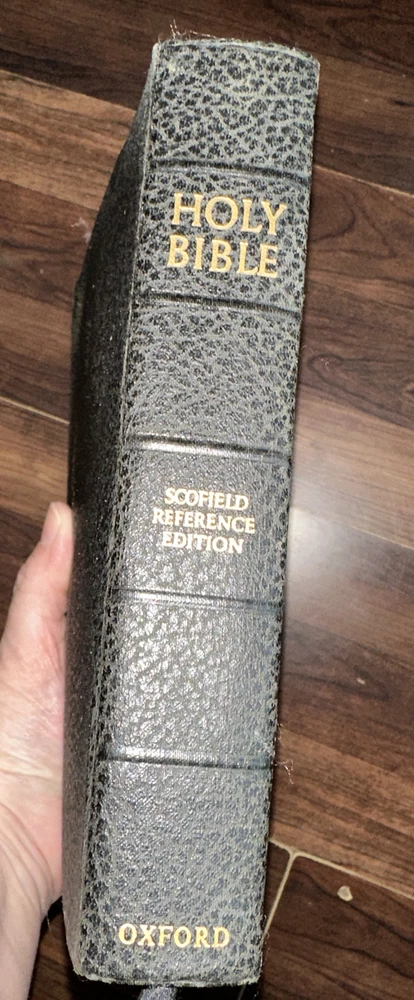 HOLY
BIBLE
SCOFIELD
REFERENCE
EDITION
OXFORD